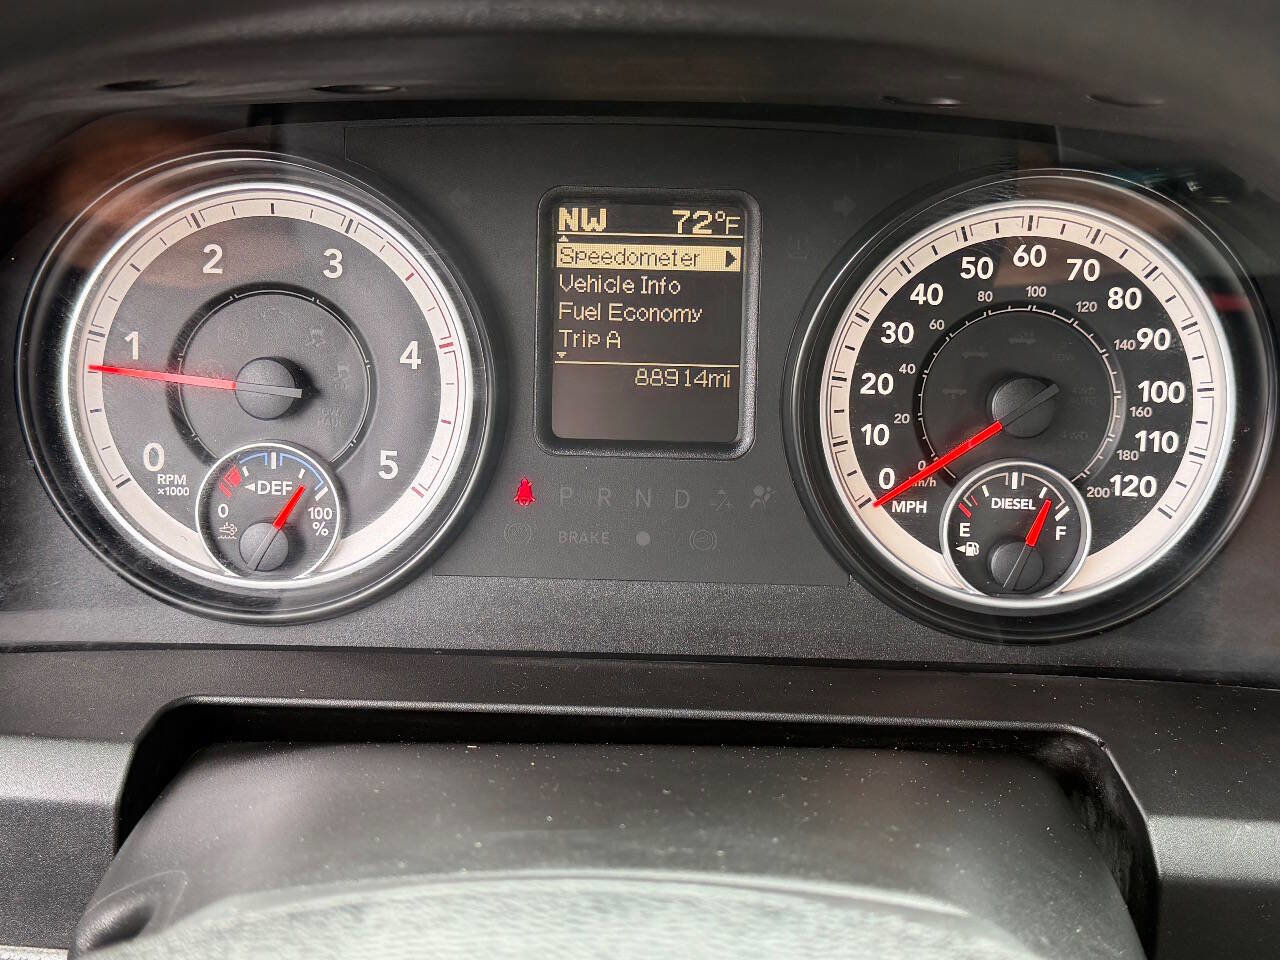 NW 72°F
Speedometer
Vehicle Info
Fuel Economy
Trip A
88914mi
0 1 2 3 4 5
RPM
x1000
DEF
0 100
%
P R N D
BRAKE
0 10 20 30 40 50 60 70 80 90 100 110 120
MPH
0 20 40 60 80 100 120 140 160 180 200
km/h
DIESEL
E F